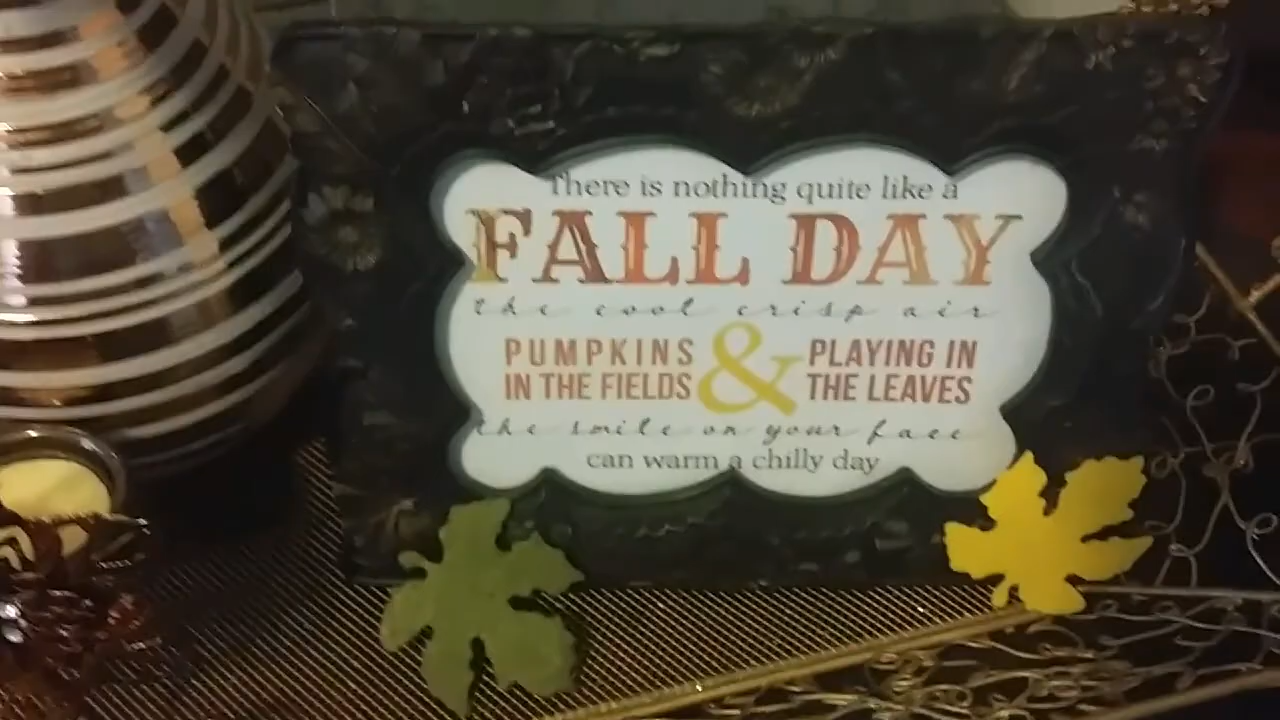 There is nothing quite like a
FALL DAY
the cool crisp air
PUMPKINS
IN THE FIELDS
&
PLAYING IN
THE LEAVES
the smile on your face
can warm a chilly day